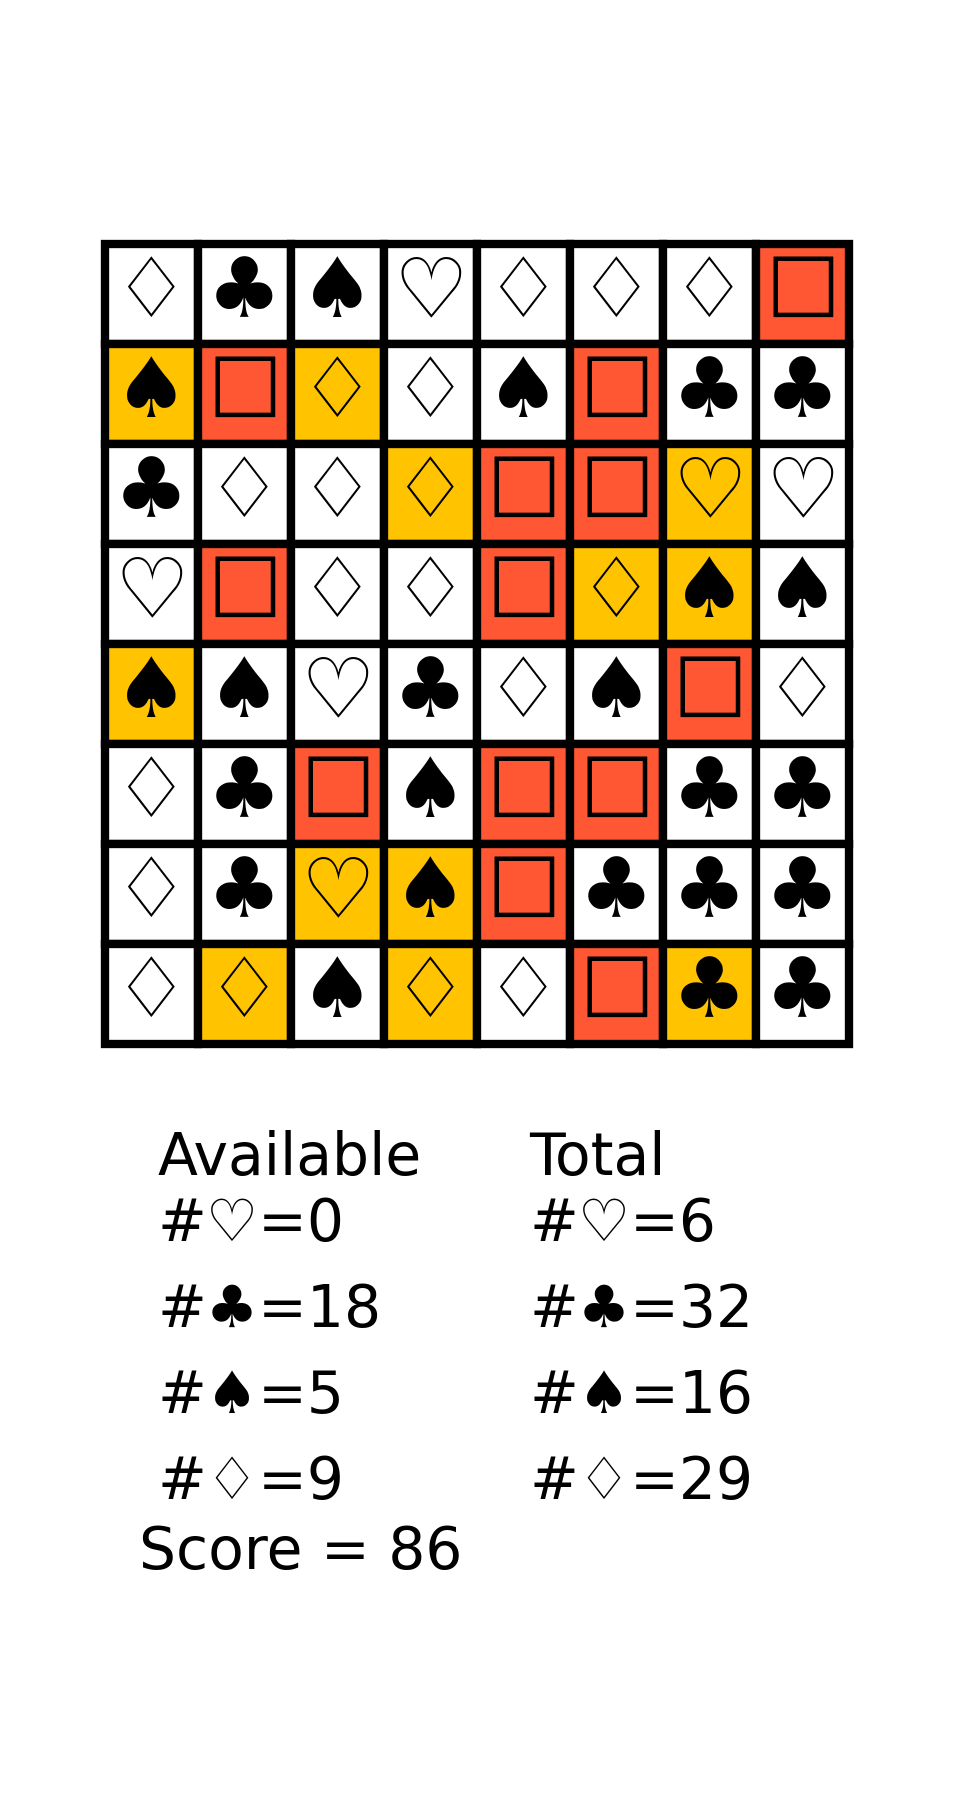 ♢ ♣ ♠ ♡ ♢ ♢ ♢ □
♠ □ ♢ ♢ ♠ □ ♣ ♣
♣ ♢ ♢ ♢ □ □ ♡ ♡
♡ □ ♢ ♢ □ ♢ ♠ ♠
♠ ♠ ♡ ♣ ♢ ♠ □ ♢
♢ ♣ □ ♠ □ □ ♣ ♣
♢ ♣ ♡ ♠ □ ♣ ♣ ♣
♢ ♢ ♠ ♢ ♢ □ ♣ ♣
Available Total
#♡=0 #♡=6
#♣=18 #♣=32
#♠=5 #♠=16
#♢=9 #♢=29
Score = 86